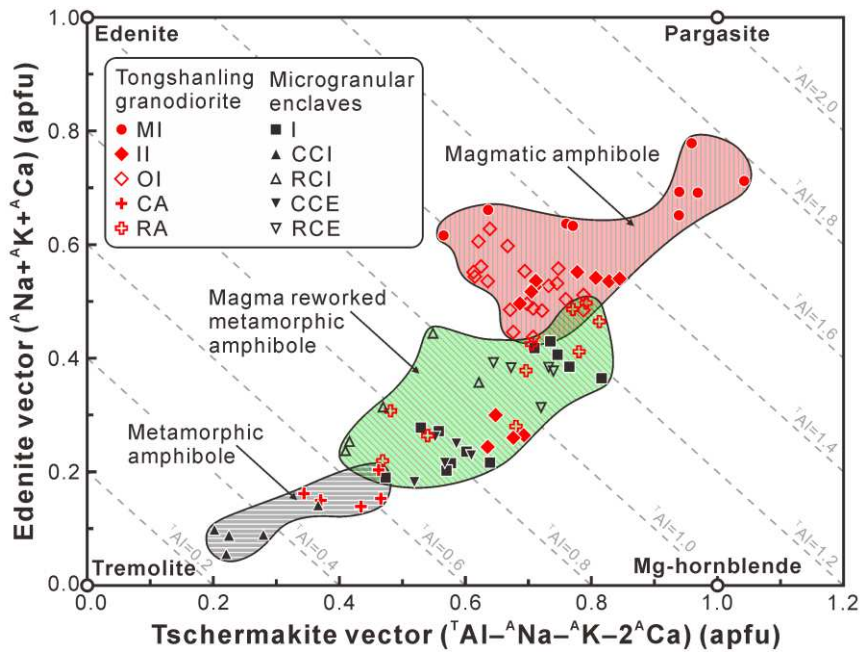 Edenite
Pargasite
Tongshanling granodiorite
Microgranular enclaves
MI
I
II
CCI
OI
RCI
CA
CCE
RA
RCE
Magmatic amphibole
Magma reworked
metamorphic
amphibole
Metamorphic
amphibole
Tremolite
Mg-hornblende
ᵀAl=2.0
ᵀAl=1.8
ᵀAl=1.6
ᵀAl=1.4
ᵀAl=1.2
ᵀAl=1.0
ᵀAl=0.8
ᵀAl=0.6
ᵀAl=0.4
ᵀAl=0.2
1.0
0.8
0.6
0.4
0.2
0.0
0.0 0.2 0.4 0.6 0.8 1.0 1.2
Edenite vector (ᴬNa+ᴬK+ᴬCa) (apfu)
Tschermakite vector (ᵀAl–ᴬNa–ᴬK–2ᴬCa) (apfu)